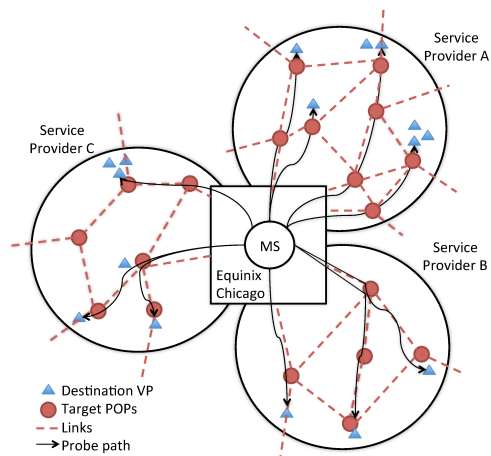 Service
Provider A
Service
Provider C
MS
Equinix
Chicago
Service
Provider B
Destination VP
Target POPs
Links
Probe path